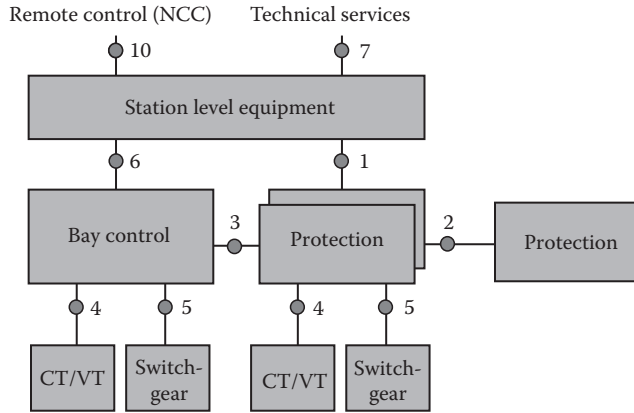 Remote control (NCC)
Technical services
10
7
Station level equipment
6
1
Bay control
3
Protection
2
Protection
4
5
4
5
CT/VT
Switch-
gear
CT/VT
Switch-
gear